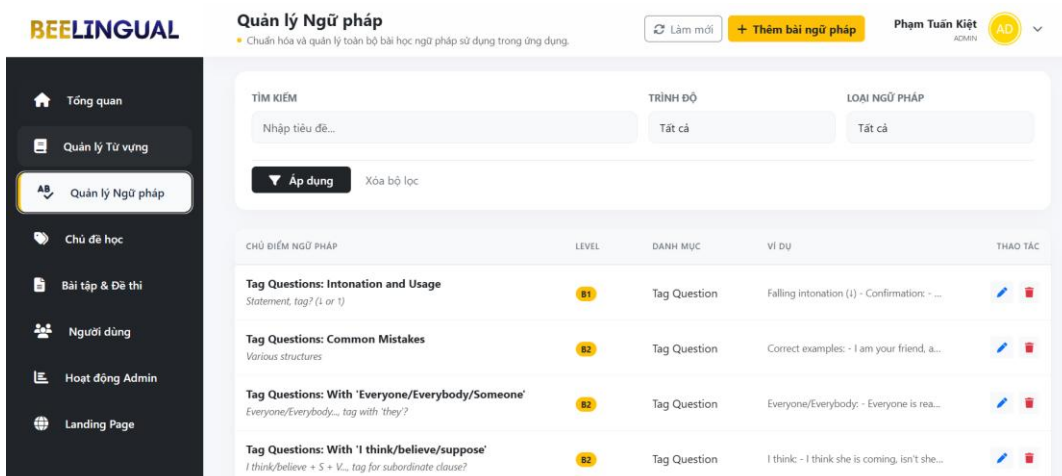 BEELINGUAL
Quản lý Ngữ pháp
Chuẩn hóa và quản lý toàn bộ bài học ngữ pháp sử dụng trong ứng dụng.
Làm mới
+ Thêm bài ngữ pháp
Phạm Tuấn Kiệt
ADMIN
AD
Tổng quan
Quản lý Từ vựng
Quản lý Ngữ pháp
Chủ đề học
Bài tập & Đề thi
Người dùng
Hoạt động Admin
Landing Page
TÌM KIẾM
TRÌNH ĐỘ
LOẠI NGỮ PHÁP
Nhập tiêu đề...
Tất cả
Tất cả
Áp dụng
Xóa bộ lọc
CHỦ ĐIỂM NGỮ PHÁP
LEVEL
DANH MỤC
VÍ DỤ
THAO TÁC
Tag Questions: Intonation and Usage
Statement, tag? (↓ or ↑)
B1
Tag Question
Falling intonation (↓) - Confirmation: - ...
Tag Questions: Common Mistakes
Various structures
B2
Tag Question
Correct examples: - I am your friend, a...
Tag Questions: With 'Everyone/Everybody/Someone'
Everyone/Everybody..., tag with 'they'?
B2
Tag Question
Everyone/Everybody: - Everyone is rea...
Tag Questions: With 'I think/believe/suppose'
I think/believe + S + V..., tag for subordinate clause?
B2
Tag Question
I think: - I think she is coming, isn't she...